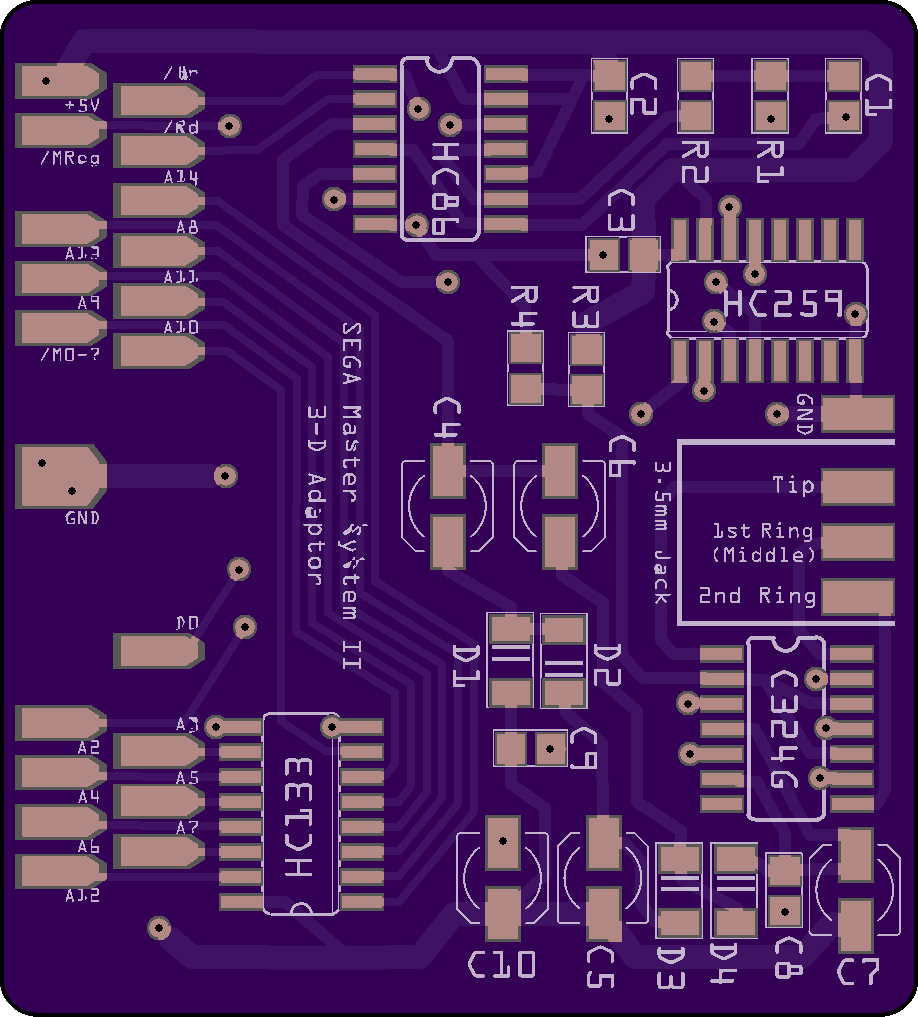 /Wr
+5V
/Rd
/MReq
A14
A8
A13
A11
A9
A10
/M0-7
GND
D0
A3
A2
A5
A4
A7
A6
A12
HC86
C2
R2
R1
C1
C3
HC259
R4
R3
SEGA Master System II
3-D Adaptor
C4
C6
GND
3.5mm Jack
Tip
1st Ring
(Middle)
2nd Ring
D1
D2
C9
C324G
HCT33
C10
C5
D3
D4
C8
C7